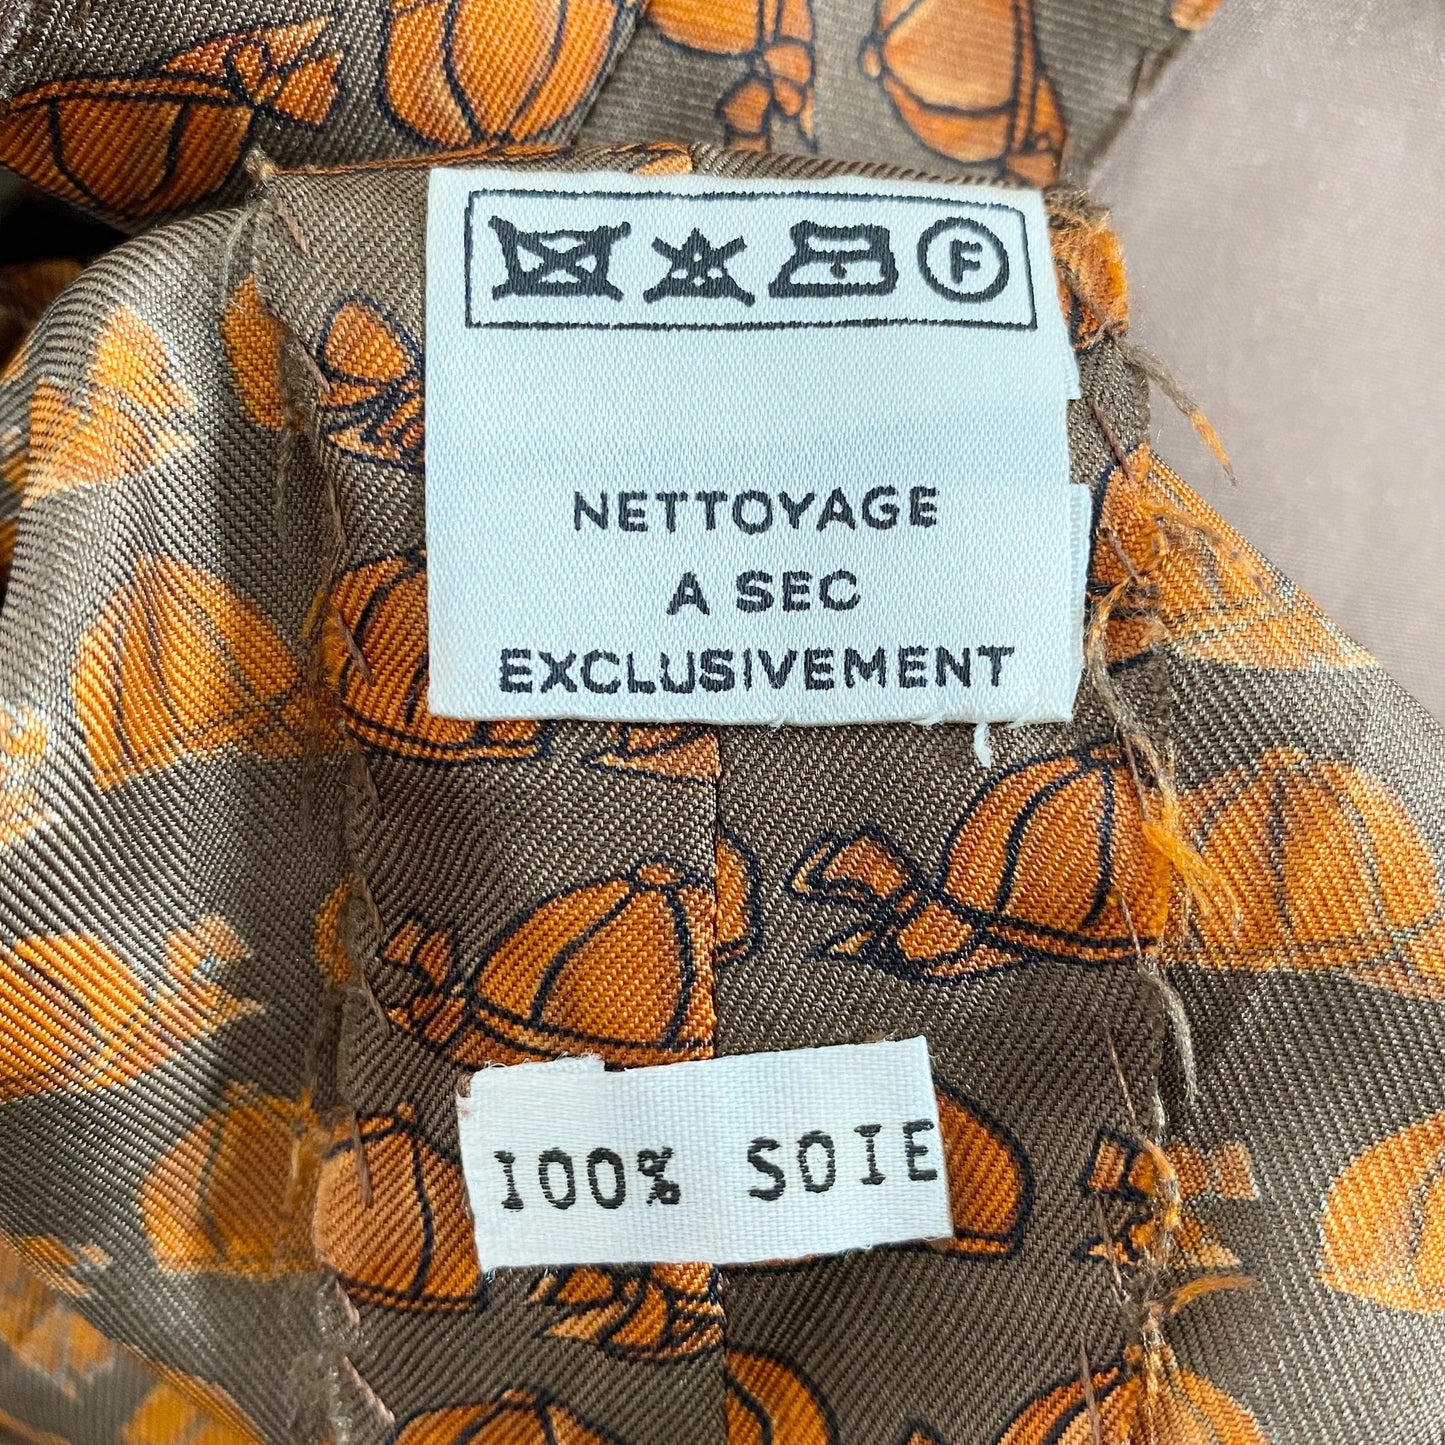 F
NETTOYAGE
A SEC
EXCLUSIVEMENT
100% SOIE